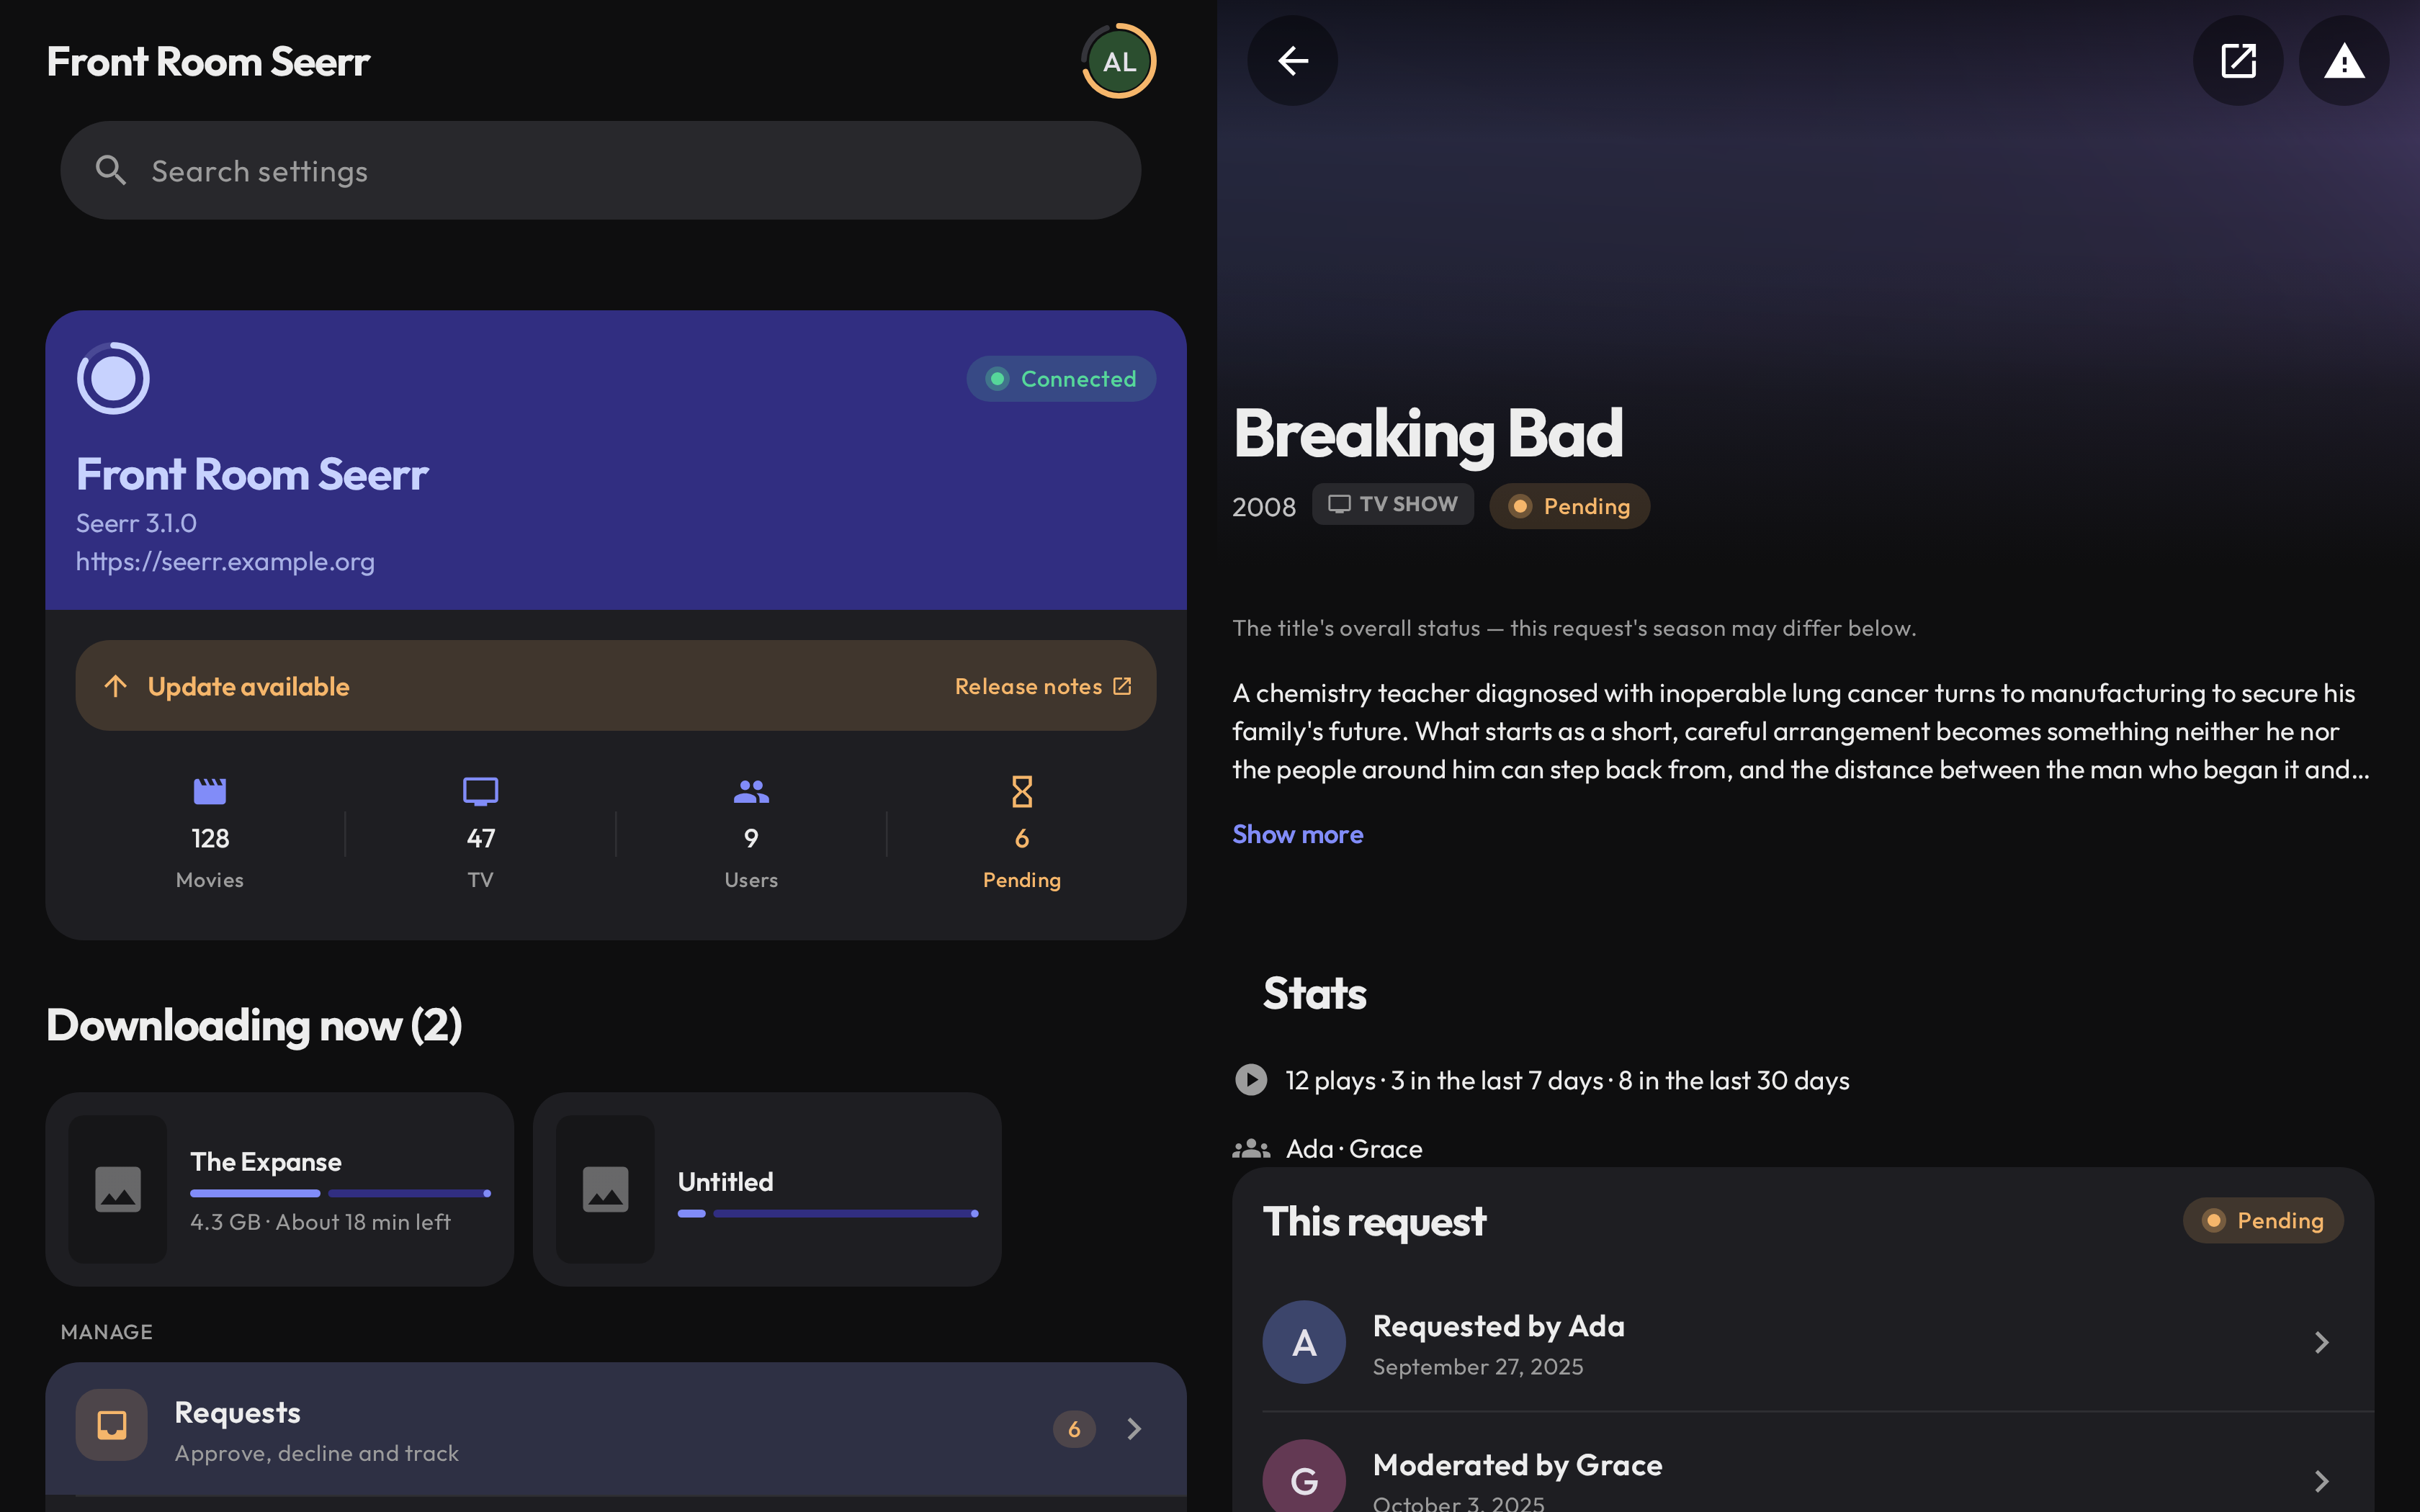 Front Room Seerr
AL
Search settings
Connected
Front Room Seerr
Seerr 3.1.0
https://seerr.example.org
Update available
Release notes
128
Movies
47
TV
9
Users
6
Pending
Downloading now (2)
The Expanse
4.3 GB · About 18 min left
Untitled
MANAGE
Requests
Approve, decline and track
6
Breaking Bad
2008
TV SHOW
Pending
The title's overall status — this request's season may differ below.
A chemistry teacher diagnosed with inoperable lung cancer turns to manufacturing to secure his
family's future. What starts as a short, careful arrangement becomes something neither he nor
the people around him can step back from, and the distance between the man who began it and…
Show more
Stats
12 plays · 3 in the last 7 days · 8 in the last 30 days
Ada · Grace
This request
Pending
A
Requested by Ada
September 27, 2025
G
Moderated by Grace
October 3, 2025